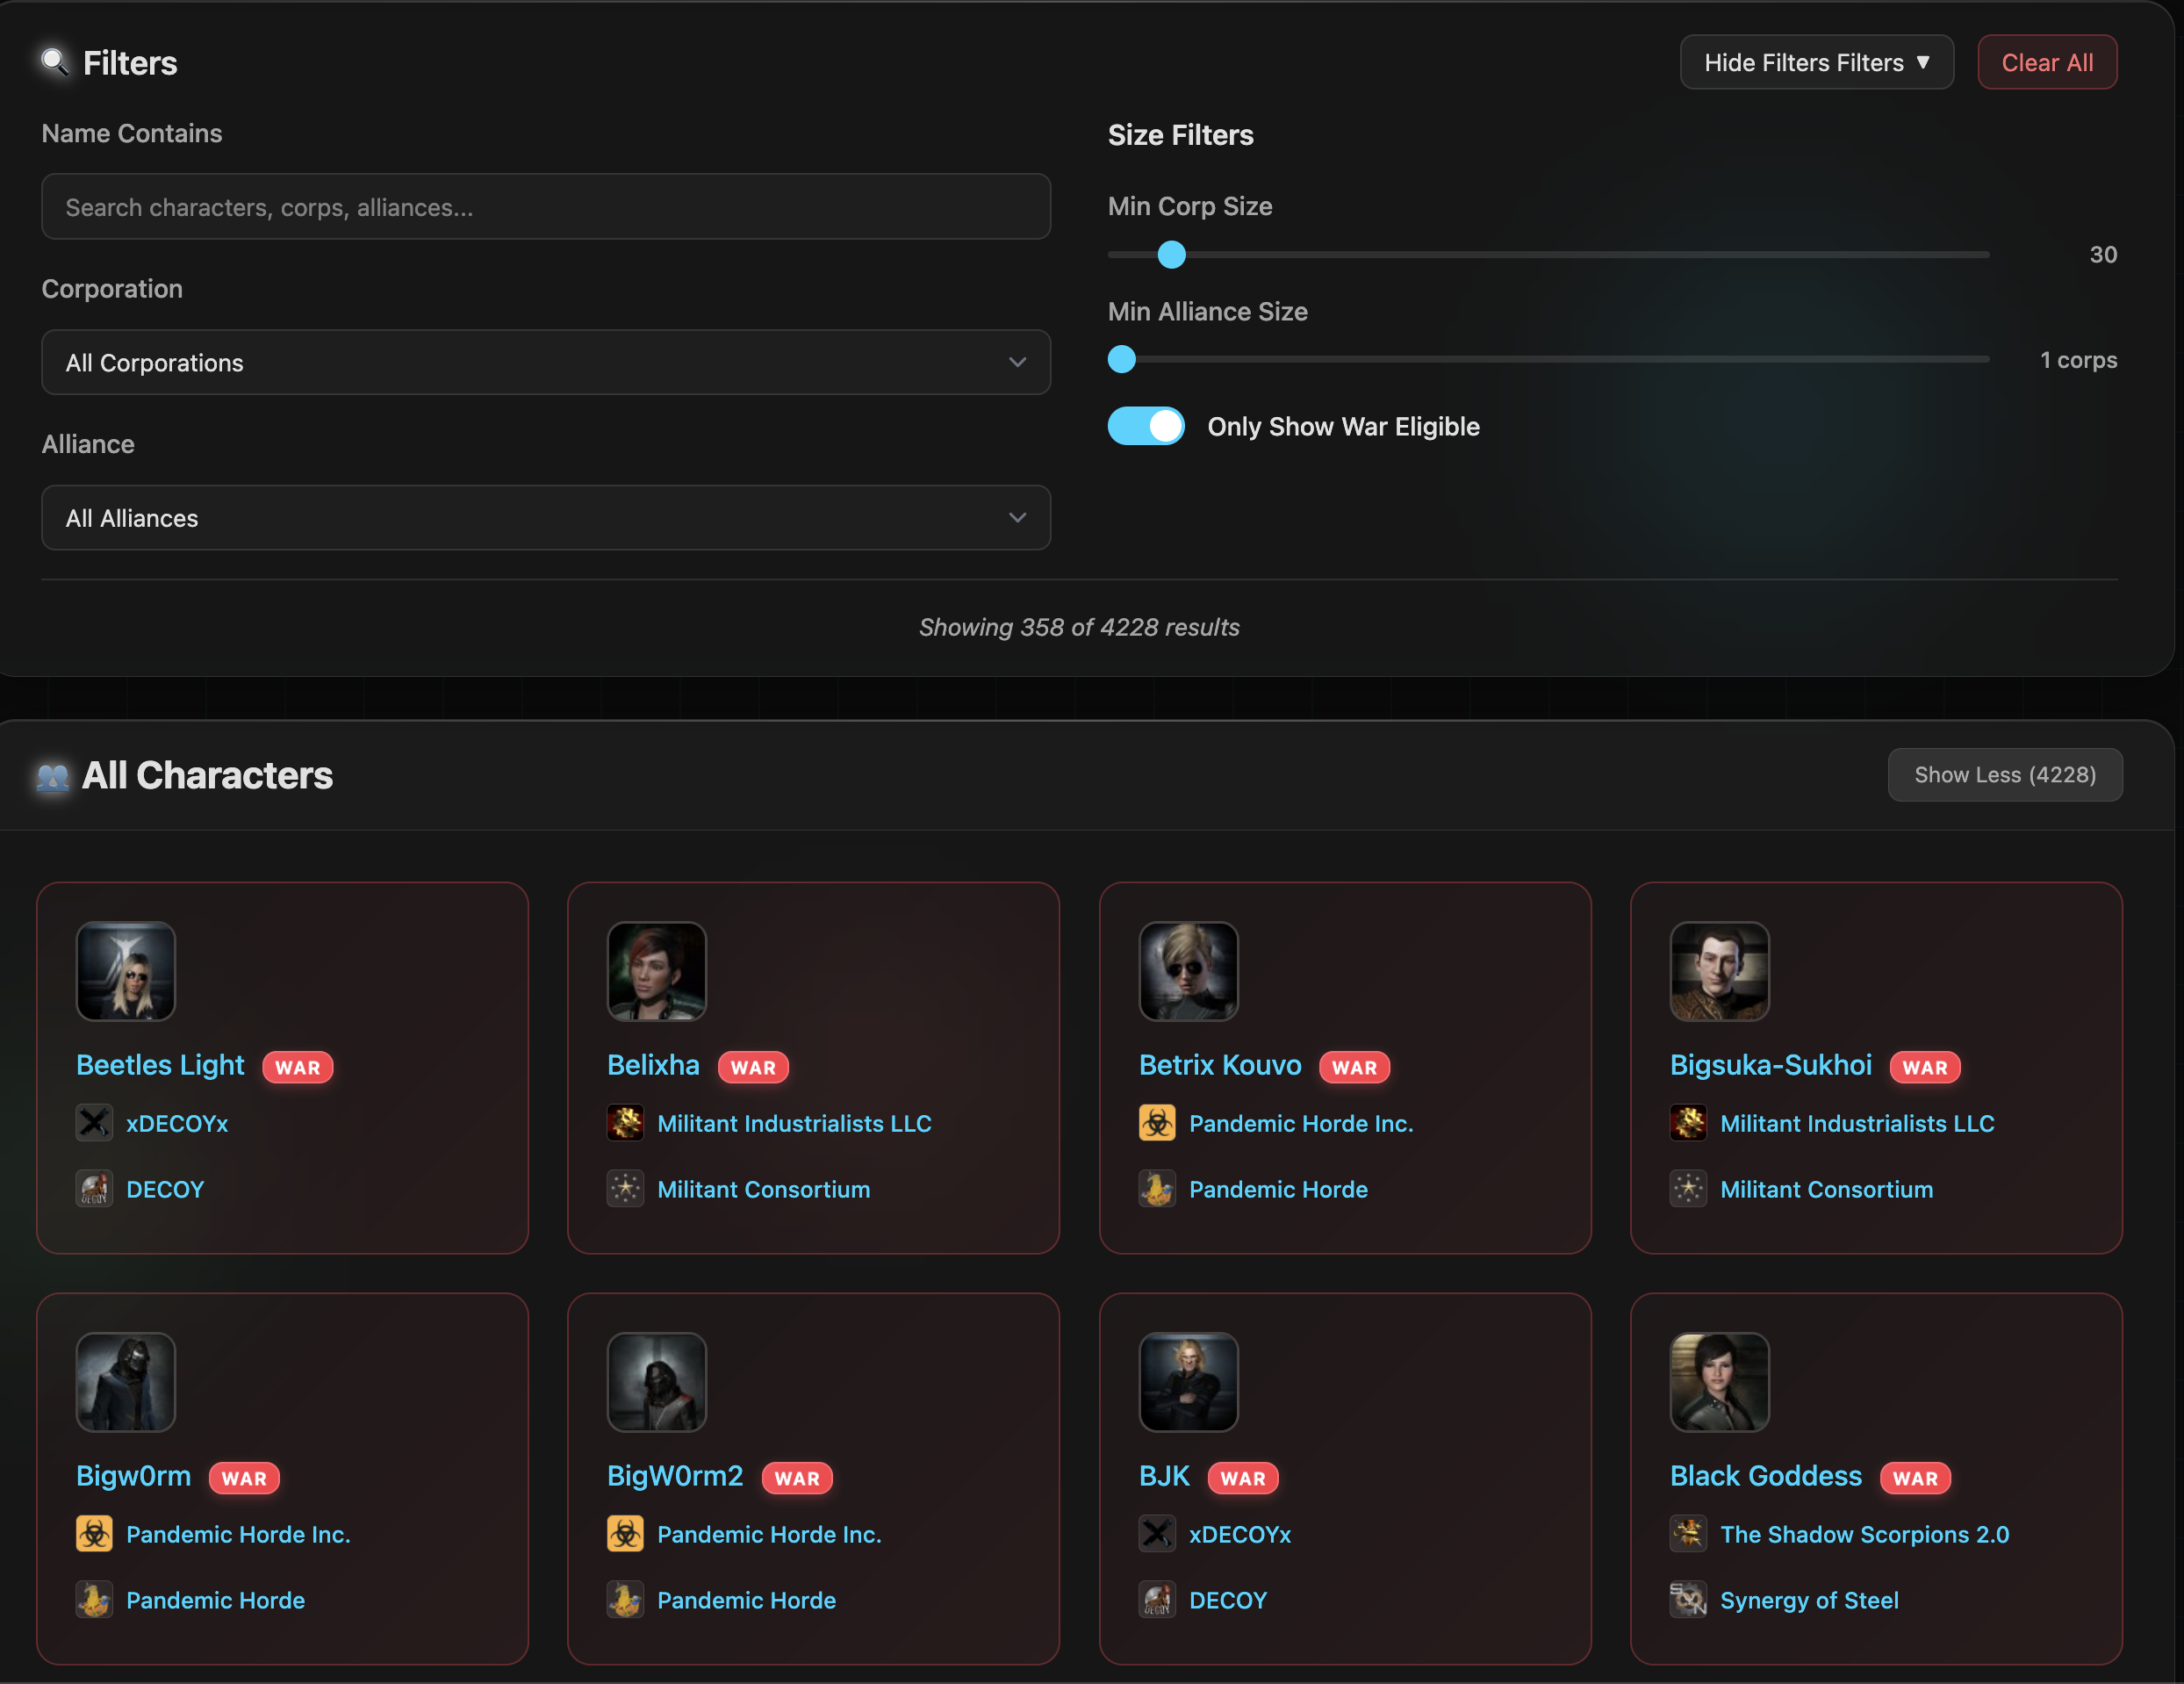 Filters
Hide Filters Filters ▼
Clear All
Name Contains
Search characters, corps, alliances...
Corporation
All Corporations
Alliance
All Alliances
Size Filters
Min Corp Size
30
Min Alliance Size
1 corps
Only Show War Eligible
Showing 358 of 4228 results
All Characters
Show Less (4228)
Beetles Light WAR
xDECOYx
DECOY
Belixha WAR
Militant Industrialists LLC
Militant Consortium
Betrix Kouvo WAR
Pandemic Horde Inc.
Pandemic Horde
Bigsuka-Sukhoi WAR
Militant Industrialists LLC
Militant Consortium
Bigw0rm WAR
Pandemic Horde Inc.
Pandemic Horde
BigW0rm2 WAR
Pandemic Horde Inc.
Pandemic Horde
BJK WAR
xDECOYx
DECOY
Black Goddess WAR
The Shadow Scorpions 2.0
Synergy of Steel